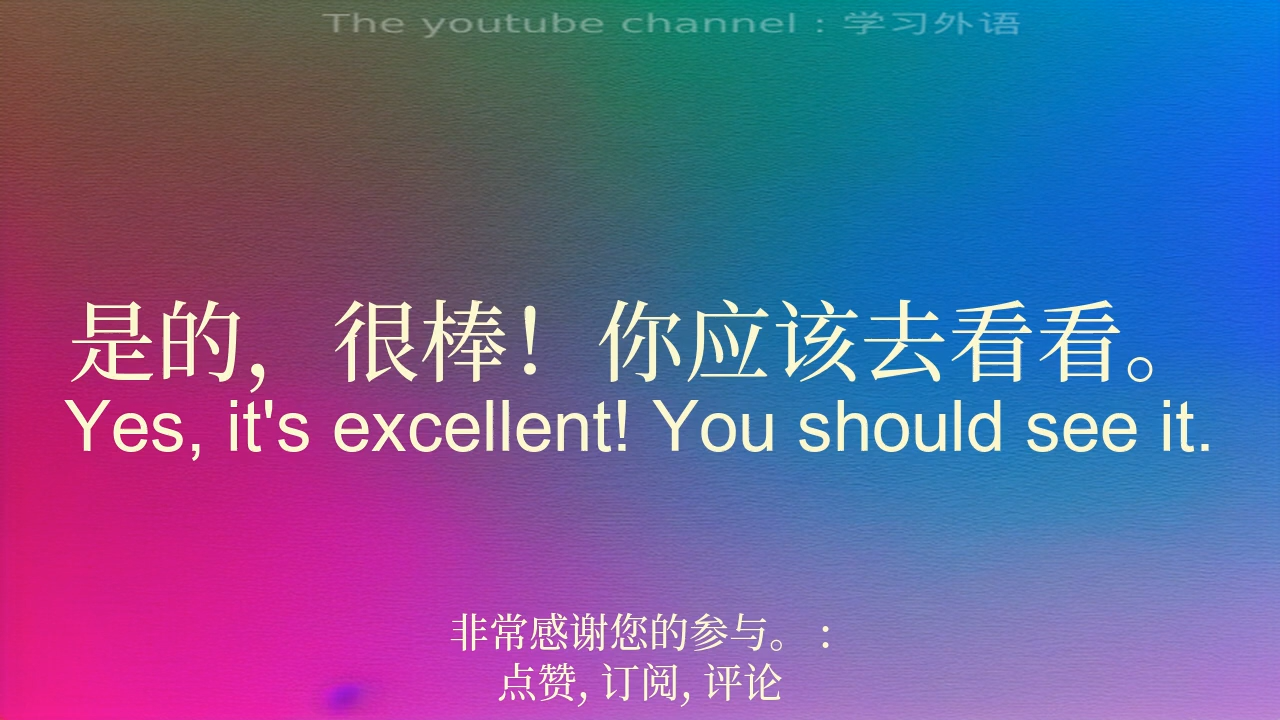 The youtube channel : 学习外语
是的，很棒！你应该去看看。
Yes, it's excellent! You should see it.
非常感谢您的参与。 :
点赞, 订阅, 评论